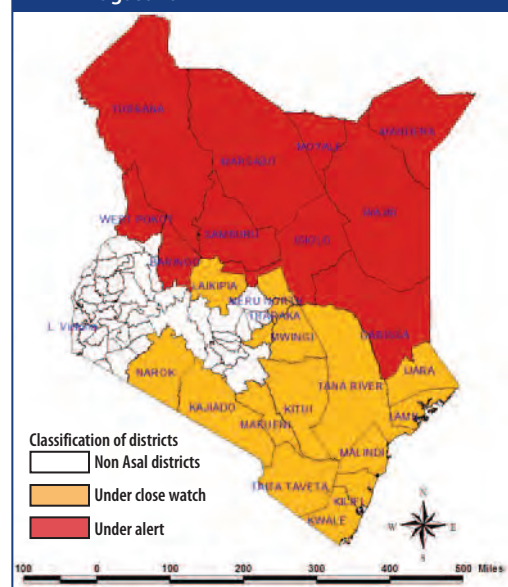 TURKANA
MANDERA
MOYALE
MARSABIT
WAJIR
WEST POKOT
SAMBURU
ISIOLO
BARINGO
LAIKIPIA
MERU NORTH
THARAKA
L. Victoria
MWINGI
GARISSA
NAROK
IJARA
TANA RIVER
KAJIADO
KITUI
LAMU
MAKUENI
MALINDI
TAITA TAVETA
KILIFI
KWALE
Classification of districts
Non Asal districts
Under close watch
Under alert
N
W E
S
100 0 100 200 300 400 500 Miles